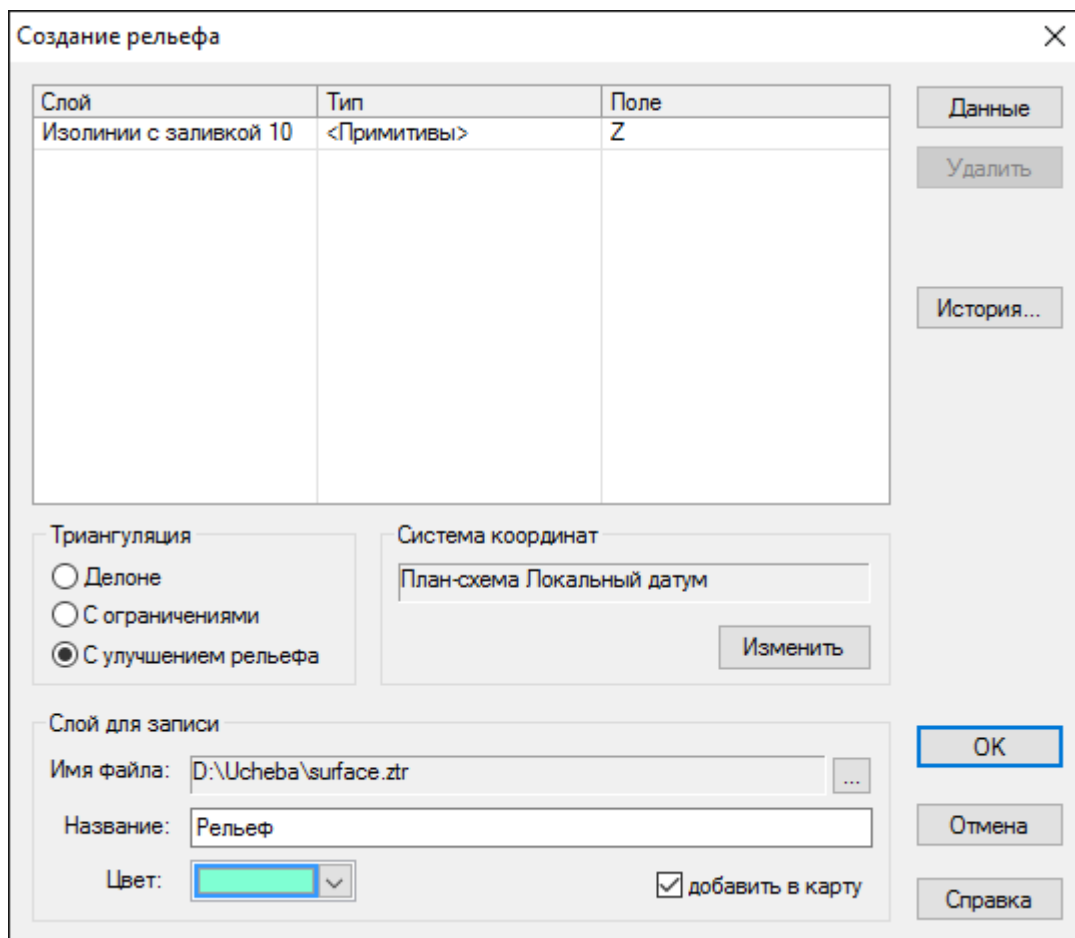 Создание рельефа
Слой Тип Поле
Изолинии с заливкой 10 <Примитивы> Z
Данные
Удалить
История...
Триангуляция
Делоне
С ограничениями
С улучшением рельефа
Система координат
План-схема Локальный датум
Изменить
Слой для записи
Имя файла: D:\Ucheba\surface.ztr ...
Название: Рельеф
Цвет:
добавить в карту
OK
Отмена
Справка